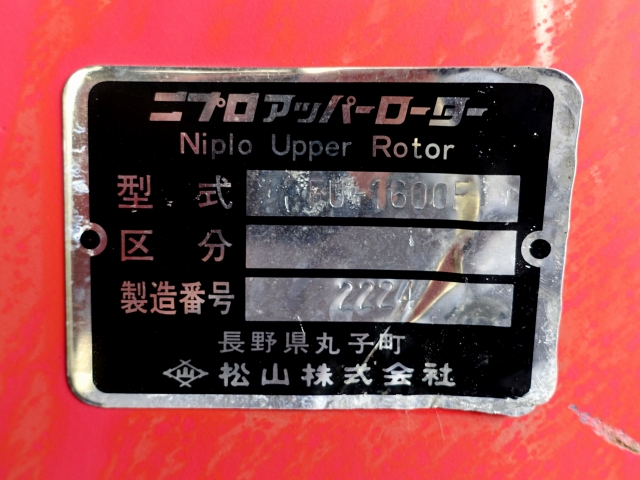 ニプロアッパーローター
Niplo Upper Rotor
型式
区分
製造番号 2224
長野県丸子町
松山株式会社